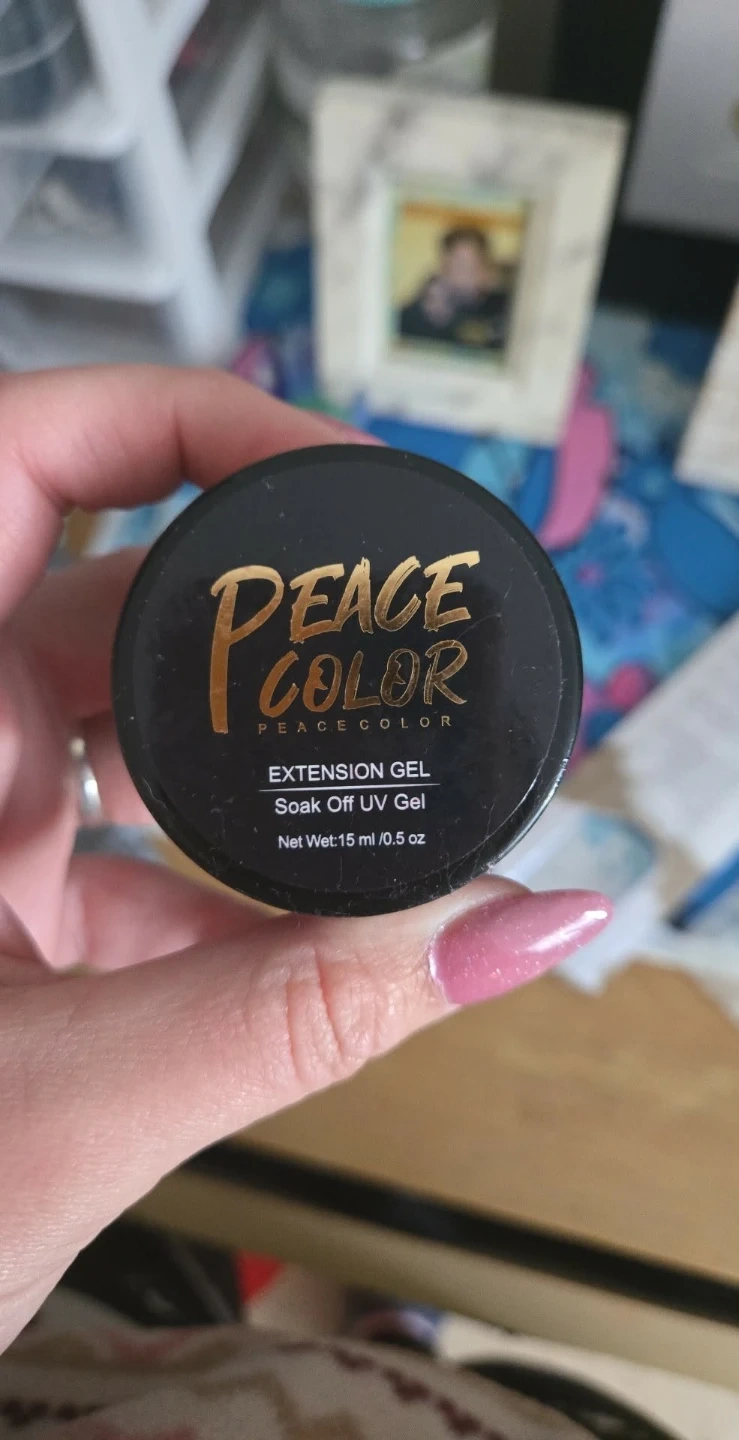 PEACE
COLOR
PEACECOLOR
EXTENSION GEL
Soak Off UV Gel
Net Wet:15 ml /0.5 oz